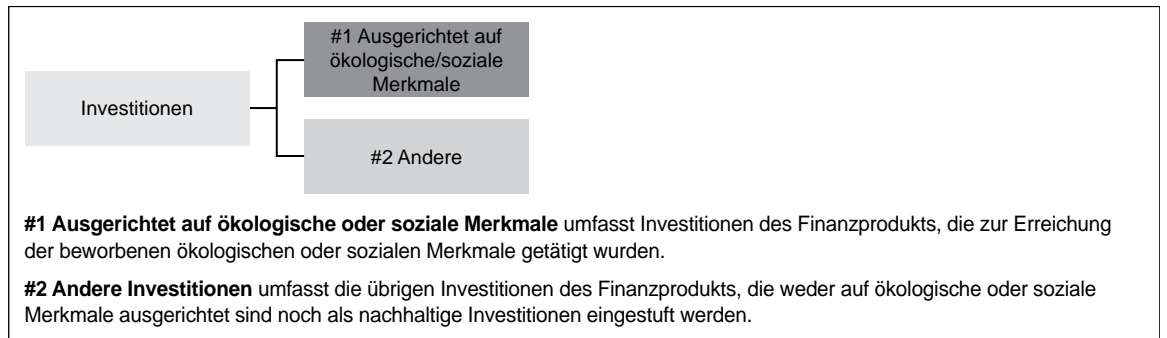 #1 Ausgerichtet auf
ökologische/soziale
Merkmale
Investitionen
#2 Andere
#1 Ausgerichtet auf ökologische oder soziale Merkmale umfasst Investitionen des Finanzprodukts, die zur Erreichung
der beworbenen ökologischen oder sozialen Merkmale getätigt wurden.
#2 Andere Investitionen umfasst die übrigen Investitionen des Finanzprodukts, die weder auf ökologische oder soziale
Merkmale ausgerichtet sind noch als nachhaltige Investitionen eingestuft werden.